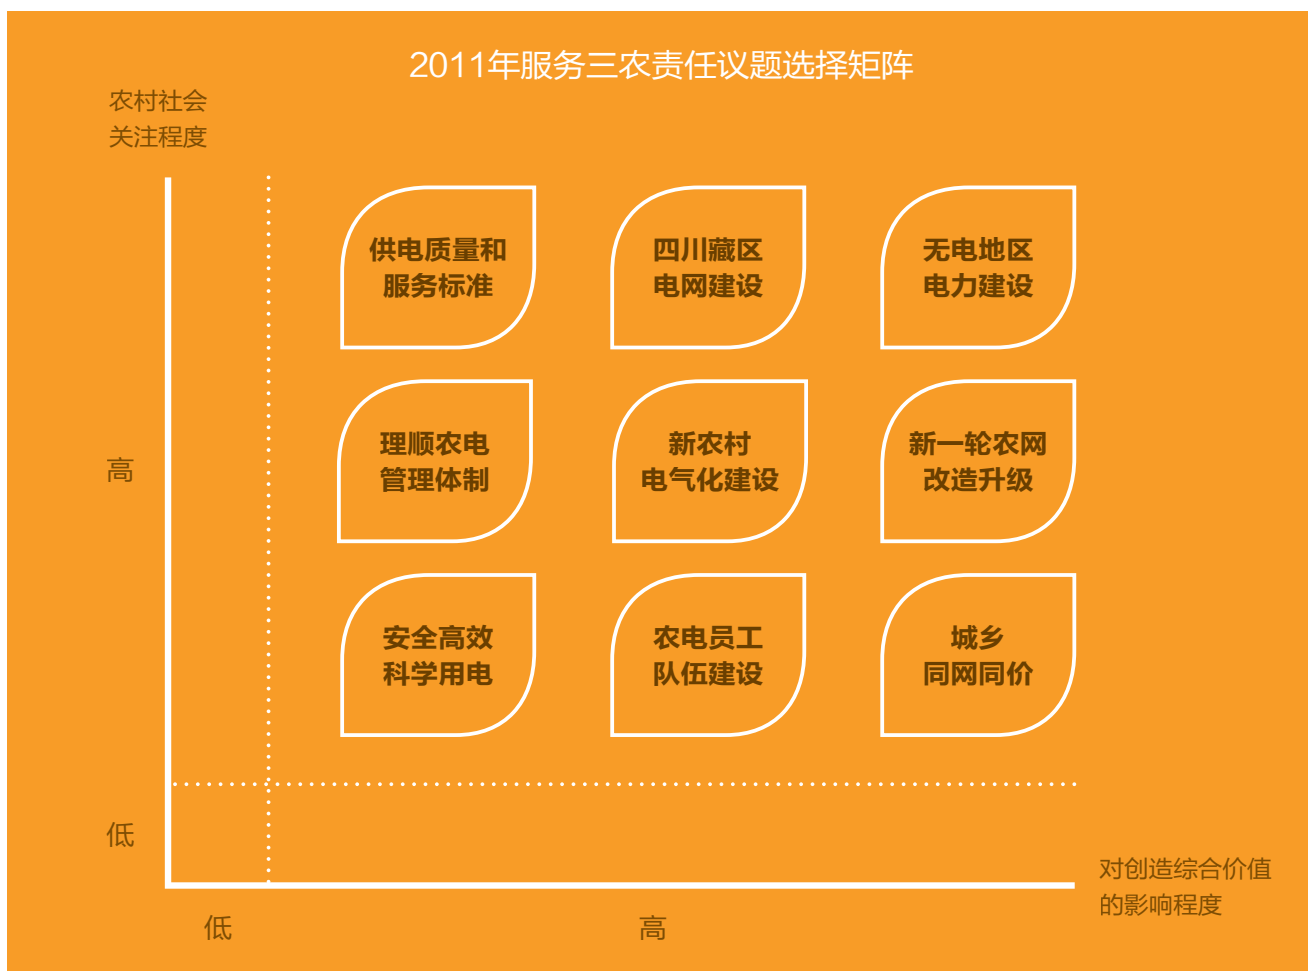 2011年服务三农责任议题选择矩阵
农村社会
关注程度
供电质量和
服务标准
四川藏区
电网建设
无电地区
电力建设
高
理顺农电
管理体制
新农村
电气化建设
新一轮农网
改造升级
安全高效
科学用电
农电员工
队伍建设
城乡
同网同价
低
对创造综合价值
的影响程度
低
高